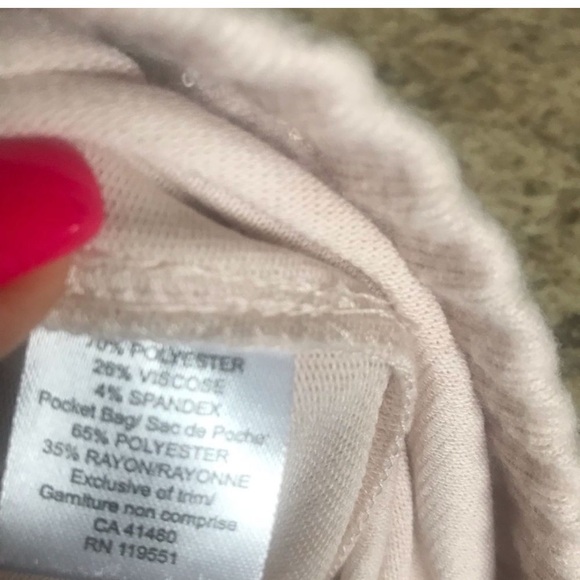 70% POLYESTER
26% VISCOSE
4% SPANDEX
Pocket Bag/ Sac de Poche:
65% POLYESTER
35% RAYON/RAYONNE
Exclusive of trim/
Garniture non comprise
CA 41480
RN 119551